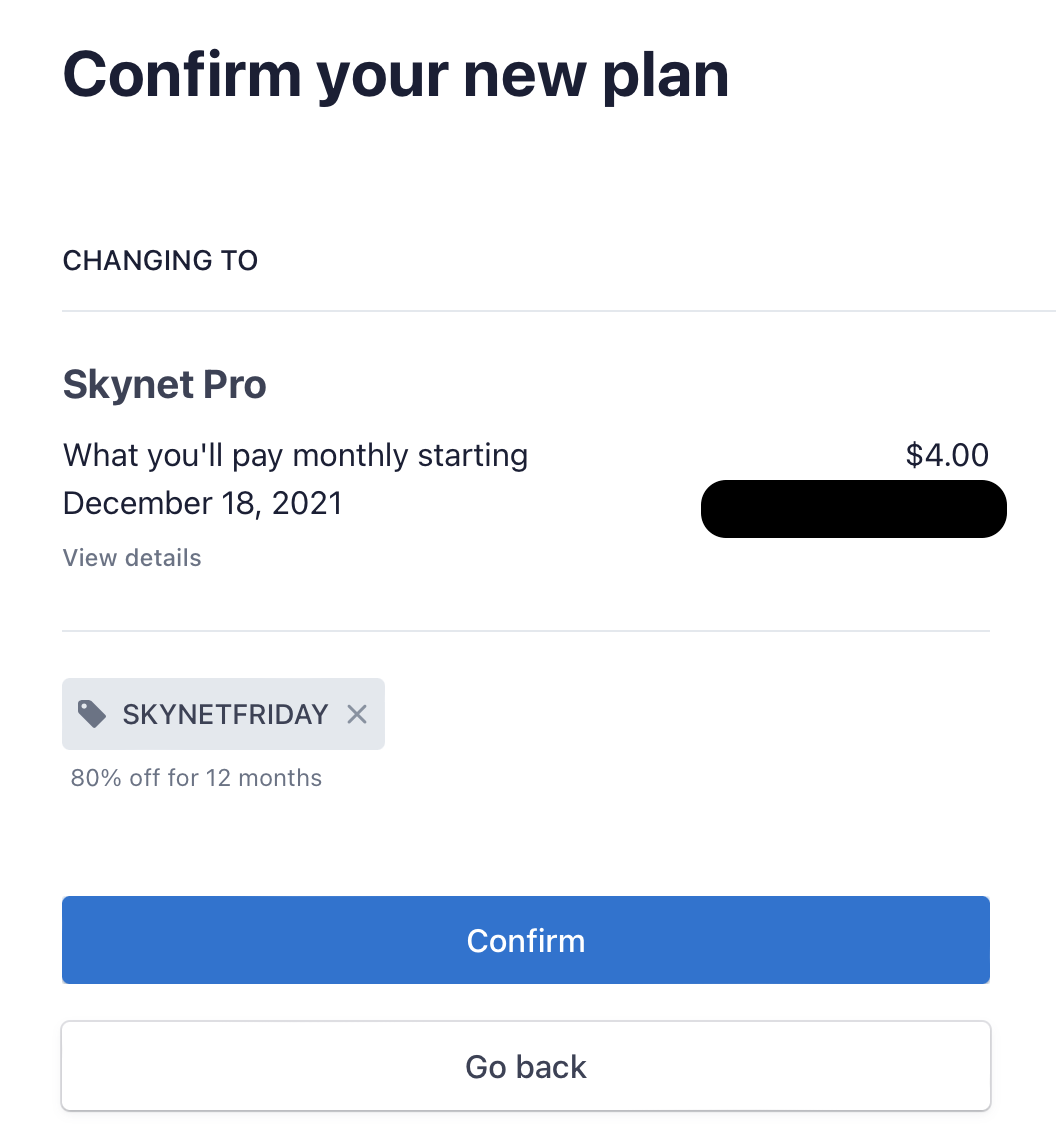 Confirm your new plan
CHANGING TO
Skynet Pro
What you'll pay monthly starting
December 18, 2021
$4.00
View details
SKYNETFRIDAY
80% off for 12 months
Confirm
Go back